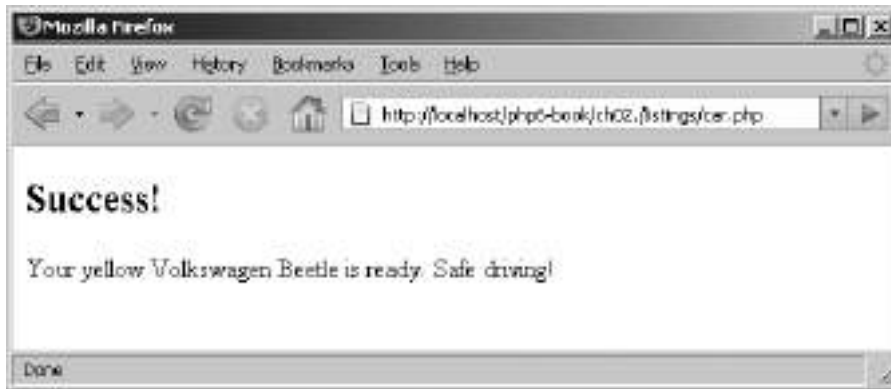 Mozilla Firefox
File Edit View History Bookmarks Tools Help
http://localhost/php6-book/ch02/listings/car.php
Success!
Your yellow Volkswagen Beetle is ready. Safe driving!
Done